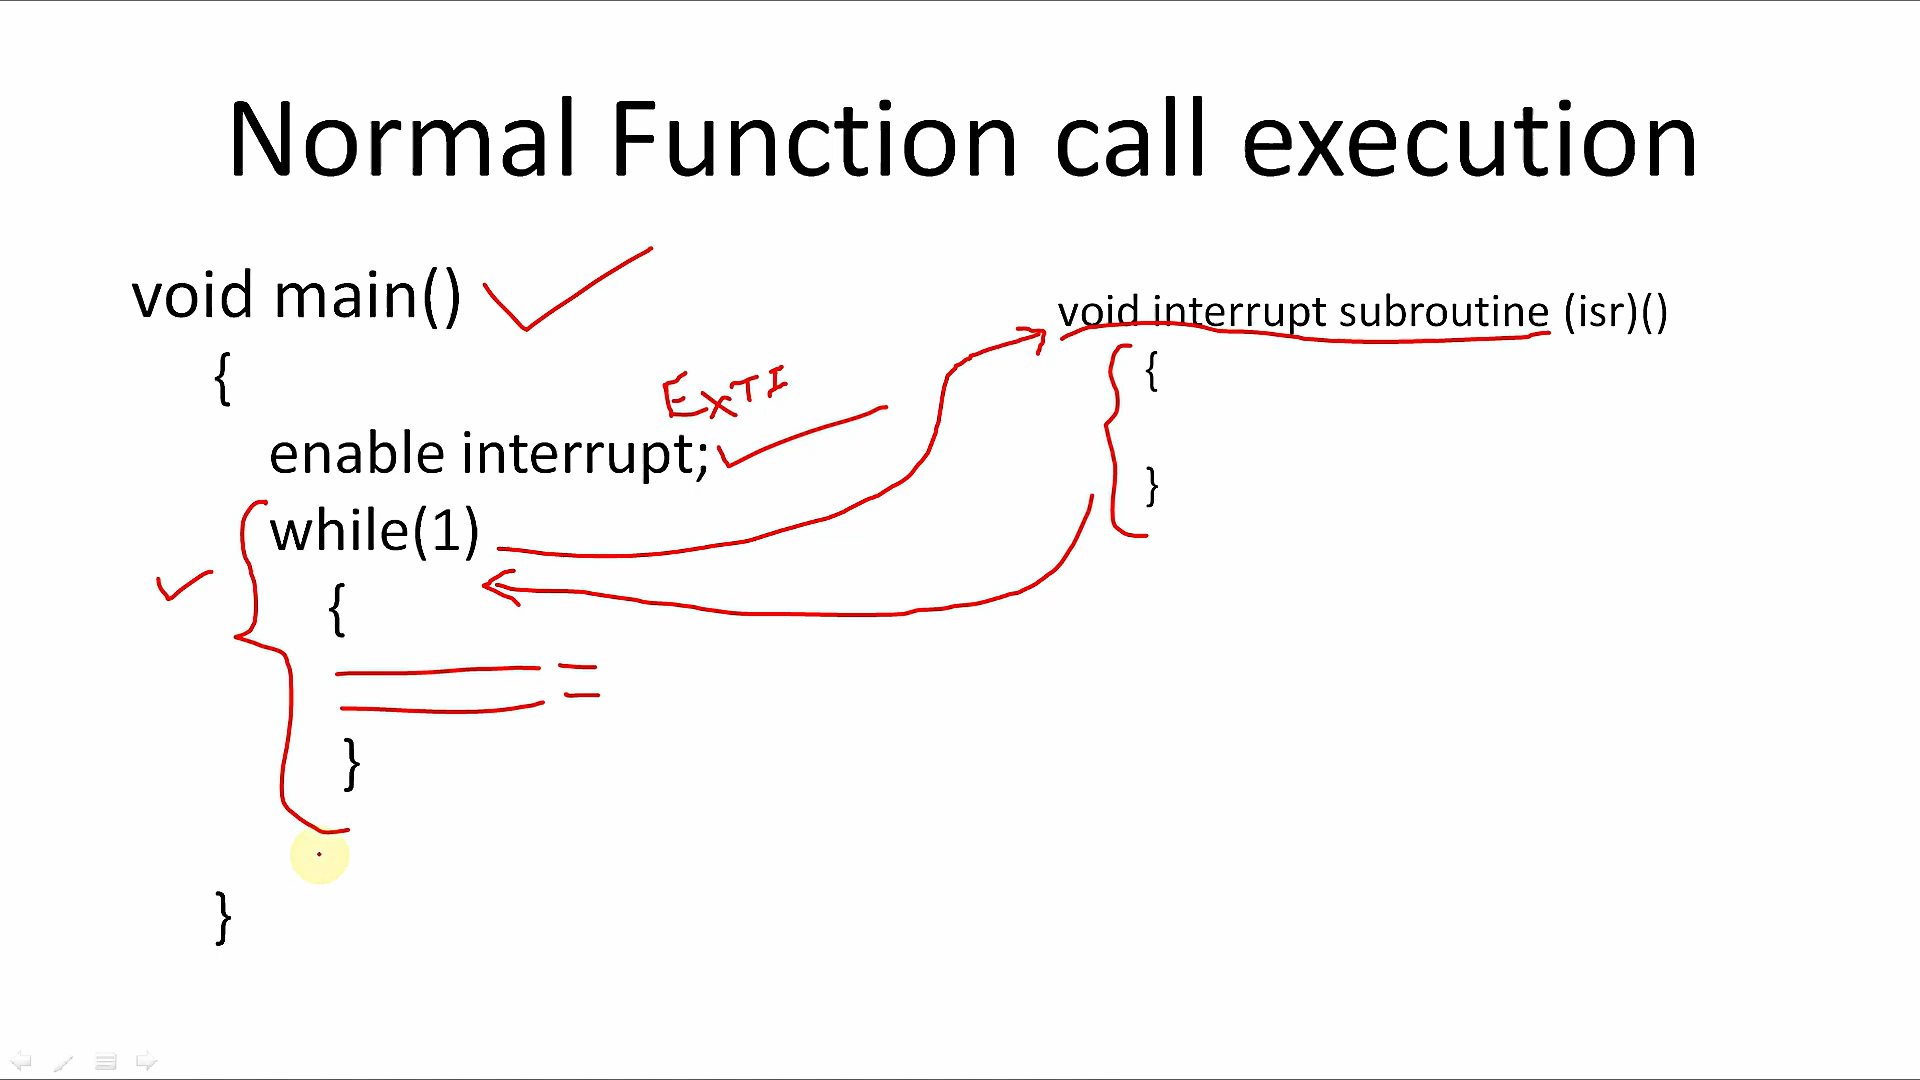 Normal Function call execution
void main()
{
EXTI
enable interrupt;
while(1)
{
}
}
void interrupt subroutine (isr)()
{
}